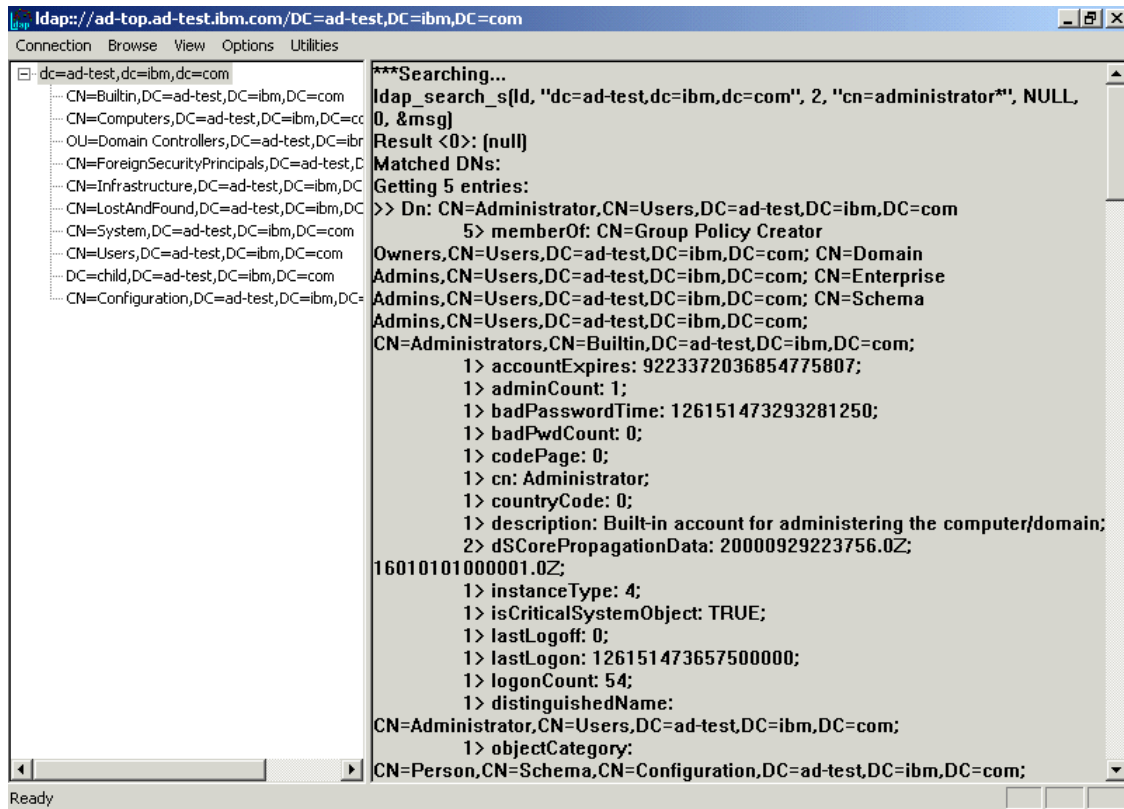 ldap://ad-top.ad-test.ibm.com/DC=ad-test,DC=ibm,DC=com
Connection Browse View Options Utilities
dc=ad-test,dc=ibm,dc=com
CN=Builtin,DC=ad-test,DC=ibm,DC=com
CN=Computers,DC=ad-test,DC=ibm,DC=co
OU=Domain Controllers,DC=ad-test,DC=ibr
CN=ForeignSecurityPrincipals,DC=ad-test,D
CN=Infrastructure,DC=ad-test,DC=ibm,DC
CN=LostAndFound,DC=ad-test,DC=ibm,DC
CN=System,DC=ad-test,DC=ibm,DC=com
CN=Users,DC=ad-test,DC=ibm,DC=com
DC=child,DC=ad-test,DC=ibm,DC=com
CN=Configuration,DC=ad-test,DC=ibm,DC=
***Searching...
ldap_search_s(ld, "dc=ad-test,dc=ibm,dc=com", 2, "cn=administrator*", NULL,
0, &msg)
Result <0>: (null)
Matched DNs:
Getting 5 entries:
>> Dn: CN=Administrator,CN=Users,DC=ad-test,DC=ibm,DC=com
5> memberOf: CN=Group Policy Creator
Owners,CN=Users,DC=ad-test,DC=ibm,DC=com; CN=Domain
Admins,CN=Users,DC=ad-test,DC=ibm,DC=com; CN=Enterprise
Admins,CN=Users,DC=ad-test,DC=ibm,DC=com; CN=Schema
Admins,CN=Users,DC=ad-test,DC=ibm,DC=com;
CN=Administrators,CN=Builtin,DC=ad-test,DC=ibm,DC=com;
1> accountExpires: 9223372036854775807;
1> adminCount: 1;
1> badPasswordTime: 126151473293281250;
1> badPwdCount: 0;
1> codePage: 0;
1> cn: Administrator;
1> countryCode: 0;
1> description: Built-in account for administering the computer/domain;
2> dSCorePropagationData: 20000929223756.0Z;
16010101000001.0Z;
1> instanceType: 4;
1> isCriticalSystemObject: TRUE;
1> lastLogoff: 0;
1> lastLogon: 126151473657500000;
1> logonCount: 54;
1> distinguishedName:
CN=Administrator,CN=Users,DC=ad-test,DC=ibm,DC=com;
1> objectCategory:
CN=Person,CN=Schema,CN=Configuration,DC=ad-test,DC=ibm,DC=com;
Ready